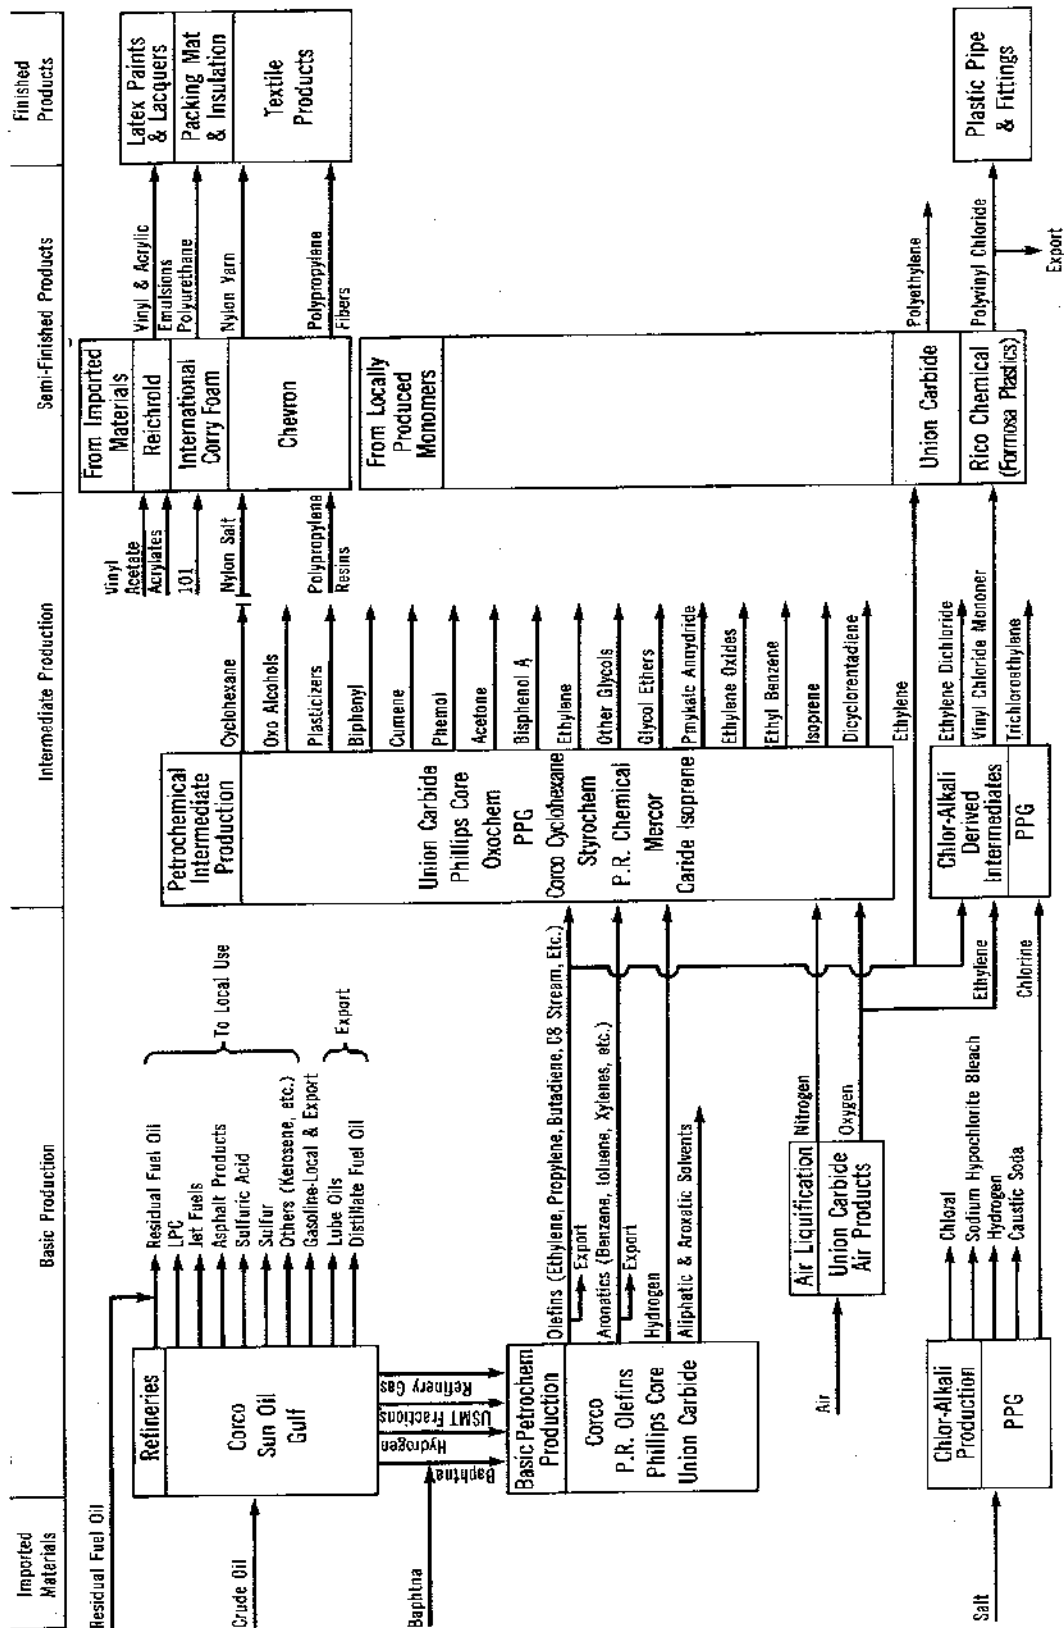 Imported
Materials
Basic Production
Intermediate Production
Semi-Finished Products
Finished
Products
Residual Fuel Oil
Crude Oil
Baphtna
Salt
Refineries
Corco
Sun Oil
Gulf
Residual Fuel Oil
LPC
Jet Fuels
Asphalt Products
Sulfuric Acid
Sulfur
Others (Kerosene, etc.)
Gasoline-Local & Export
Lube Oils
Distillate Fuel Oil
To Local Use
Export
Baphtna
Hydrogen
USMT Fractions
Refinery Gas
Basic Petrochem
Production
Corco
P.R. Olefins
Phillips Core
Union Carbide
Olefins (Ethylene, Propylene, Butadiene, C8 Stream, Etc.)
Export
Aronatics (Benzene, toluene, Xylenes, etc.)
Export
Hydrogen
Aliphatic & Aroxatic Solvents
Air
Air Liquification
Union Carbide
Air Products
Nitrogen
Oxygen
Chlor-Alkali
Production
PPG
Chloral
Sodium Hypochlorite Bleach
Hydrogen
Caustic Soda
Ethylene
Chlorine
Petrochemical
Intermediate
Production
Union Carbide
Phillips Core
Oxochem
PPG
Corco Cyclohexane
Styrochem
P.R. Chemical
Mercor
Caride Isoprene
Cyclohexane
Oxo Alcohols
Plasticizers
Biphenyl
Cumene
Phemol
Acetone
Bisphenol A
Ethylene
Other Glycols
Glycol Ethers
Pmykaic Annydride
Ethylene Oxides
Ethyl Benzene
Isoprene
Dicyclorentadiene
Ethylene
Chlor-Alkali
Derived
Intermediates
PPG
Ethylene Dichloride
Vinyl Chloride Monomer
Trichloroethylene
Vinyl
Acetate
Acrylates
101
Nylon Salt
Polypropylene
Resins
From Imported
Materials
Reichrold
International
Corry Foam
Chevron
From Locally
Produced
Monomers
Union Carbide
Rico Chemical
(Formosa Plastics)
Vinyl & Acrylic
Emulsions
Polyurethane
Nylon Yarn
Polypropylene
Fibers
Polyethylene
Polyvinyl Chloride
Export
Latex Paints
& Lacquers
Packing Mat
& Insulation
Textile
Products
Plastic Pipe
& Fittings